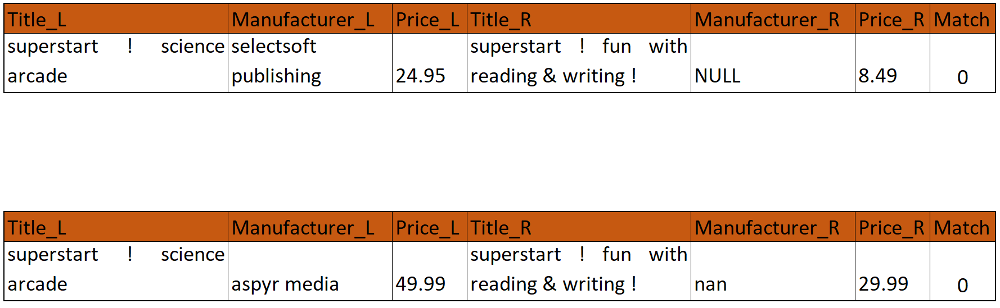 Title_L Manufacturer_L Price_L Title_R Manufacturer_R Price_R Match
superstart ! science selectsoft superstart ! fun with
arcade publishing 24.95 reading & writing ! NULL 8.49 0
Title_L Manufacturer_L Price_L Title_R Manufacturer_R Price_R Match
superstart ! science superstart ! fun with
arcade aspyr media 49.99 reading & writing ! nan 29.99 0